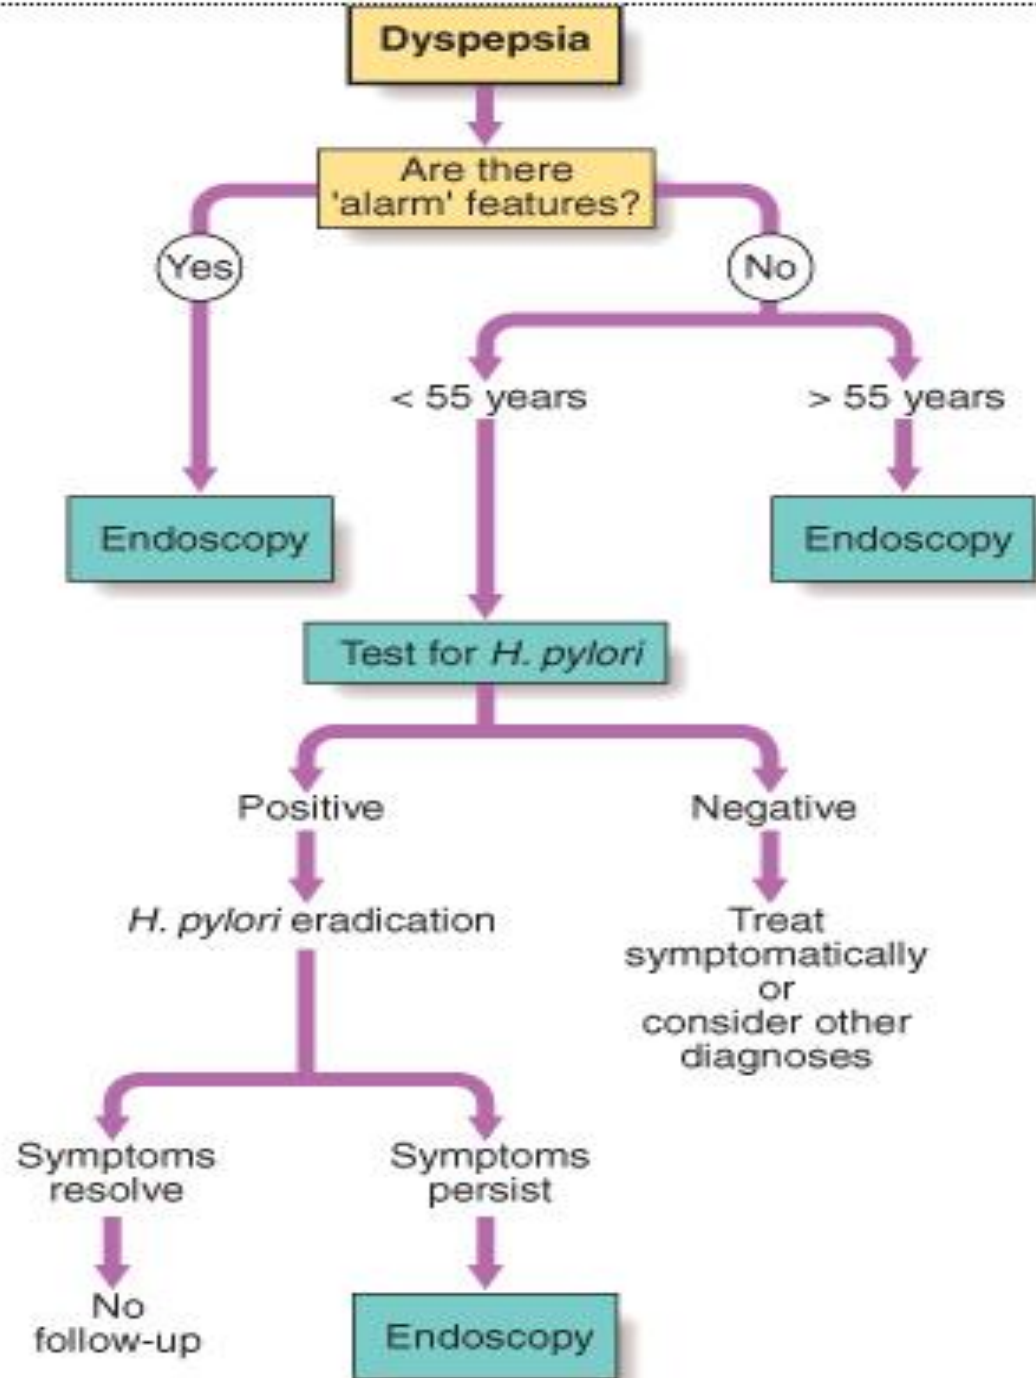 Dyspepsia
Are there
'alarm' features?
Yes
No
< 55 years
> 55 years
Endoscopy
Endoscopy
Test for H. pylori
Positive
Negative
H. pylori eradication
Treat
symptomatically
or
consider other
diagnoses
Symptoms
resolve
Symptoms
persist
No
follow-up
Endoscopy